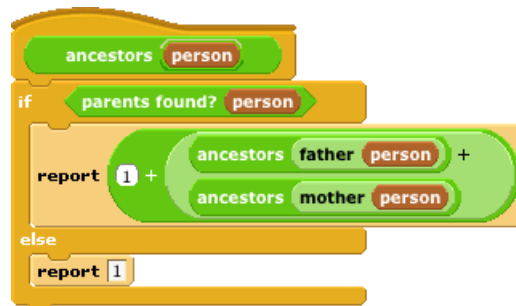 ancestors person
if parents found? person
ancestors father person +
report 1 +
ancestors mother person
else
report 1